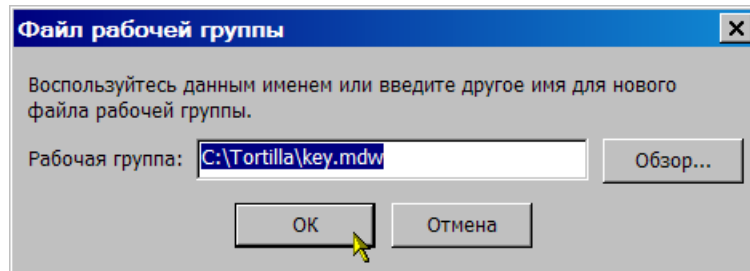 Файл рабочей группы
Воспользуйтесь данным именем или введите другое имя для нового
файла рабочей группы.
Рабочая группа: C:\Tortilla\key.mdw Обзор...
OK Отмена